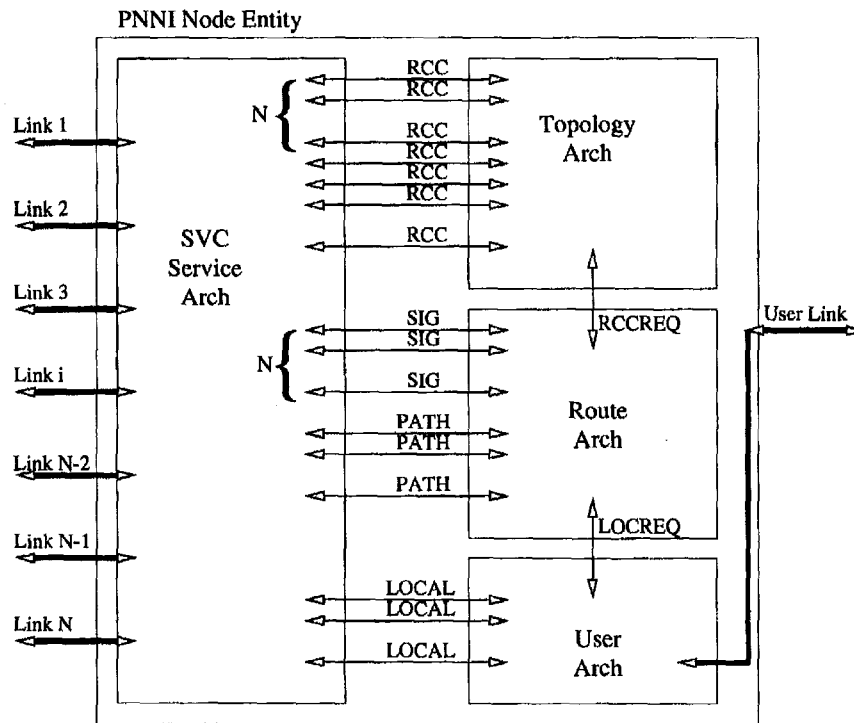 PNNI Node Entity
RCC
RCC
N
RCC
RCC
RCC
RCC
RCC
Topology
Arch
Link 1
Link 2
Link 3
Link i
Link N-2
Link N-1
Link N
SVC
Service
Arch
N
SIG
SIG
SIG
PATH
PATH
PATH
RCCREQ
Route
Arch
User Link
LOCREQ
LOCAL
LOCAL
LOCAL
User
Arch